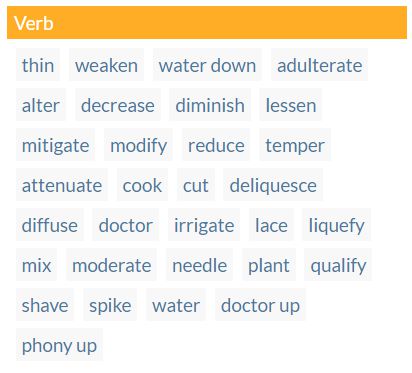 Verb
thin weaken water down adulterate
alter decrease diminish lessen
mitigate modify reduce temper
attenuate cook cut deliquesce
diffuse doctor irrigate lace liquefy
mix moderate needle plant qualify
shave spike water doctor up
phony up